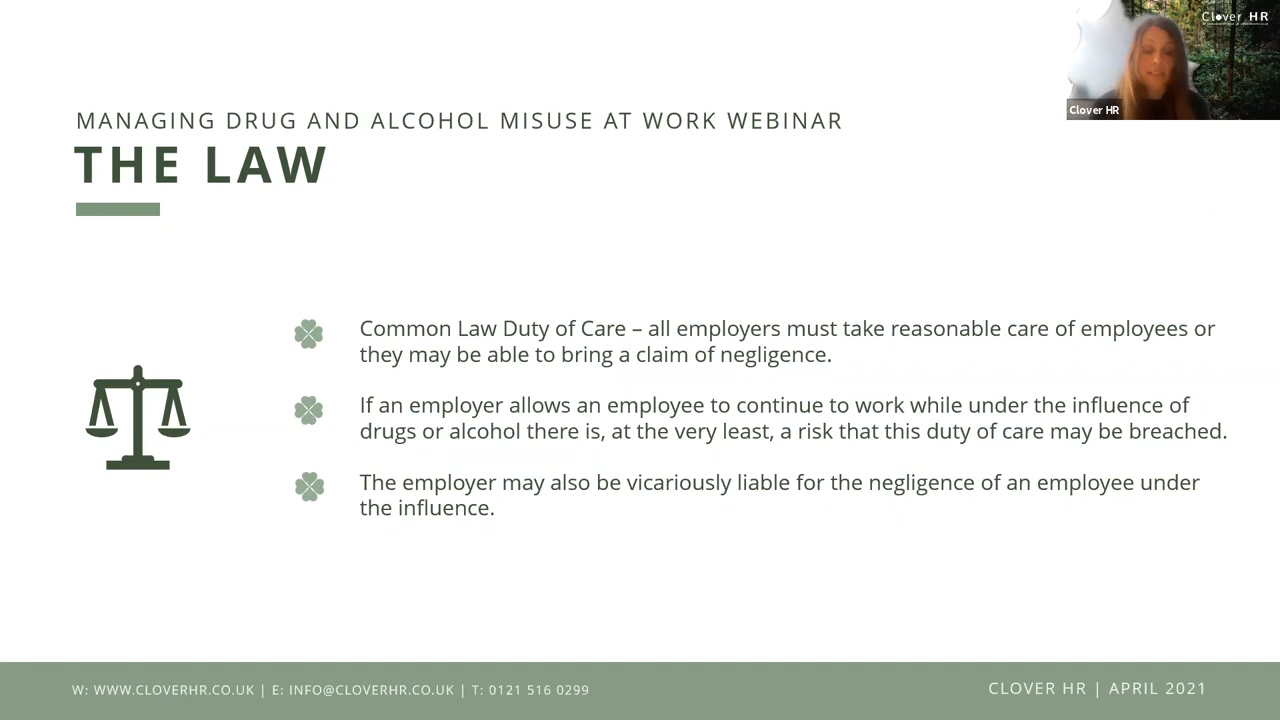 Clover HR
Clover HR
MANAGING DRUG AND ALCOHOL MISUSE AT WORK WEBINAR
THE LAW
Common Law Duty of Care – all employers must take reasonable care of employees or
they may be able to bring a claim of negligence.
If an employer allows an employee to continue to work while under the influence of
drugs or alcohol there is, at the very least, a risk that this duty of care may be breached.
The employer may also be vicariously liable for the negligence of an employee under
the influence.
W: WWW.CLOVERHR.CO.UK | E: INFO@CLOVERHR.CO.UK | T: 0121 516 0299
CLOVER HR | APRIL 2021